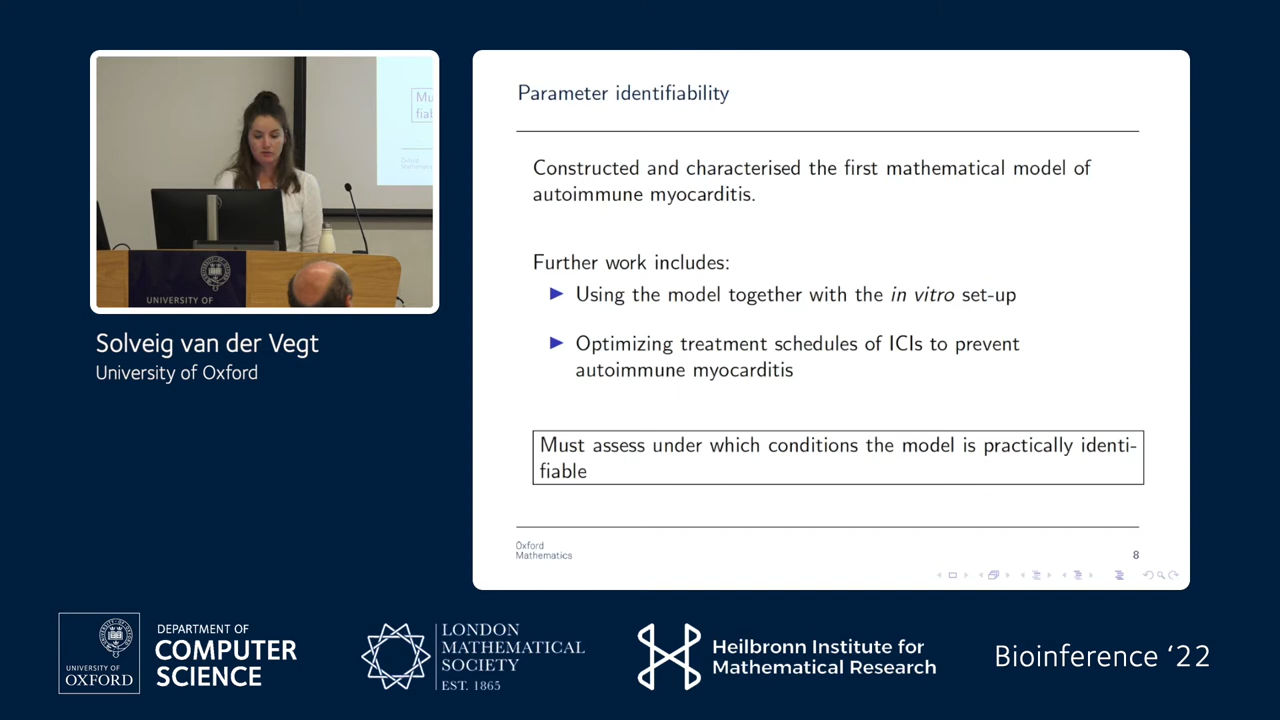 Mu
fiab
Oxford
Mathematics
UNIVERSITY OF
Solveig van der Vegt
University of Oxford
Parameter identifiability
Constructed and characterised the first mathematical model of
autoimmune myocarditis.
Further work includes:
Using the model together with the in vitro set-up
Optimizing treatment schedules of ICIs to prevent
autoimmune myocarditis
Must assess under which conditions the model is practically identi-
fiable
Oxford
Mathematics
8
UNIVERSITY OF
OXFORD
DEPARTMENT OF
COMPUTER
SCIENCE
LONDON
MATHEMATICAL
SOCIETY
EST. 1865
Heilbronn Institute for
Mathematical Research
Bioinference ‘22